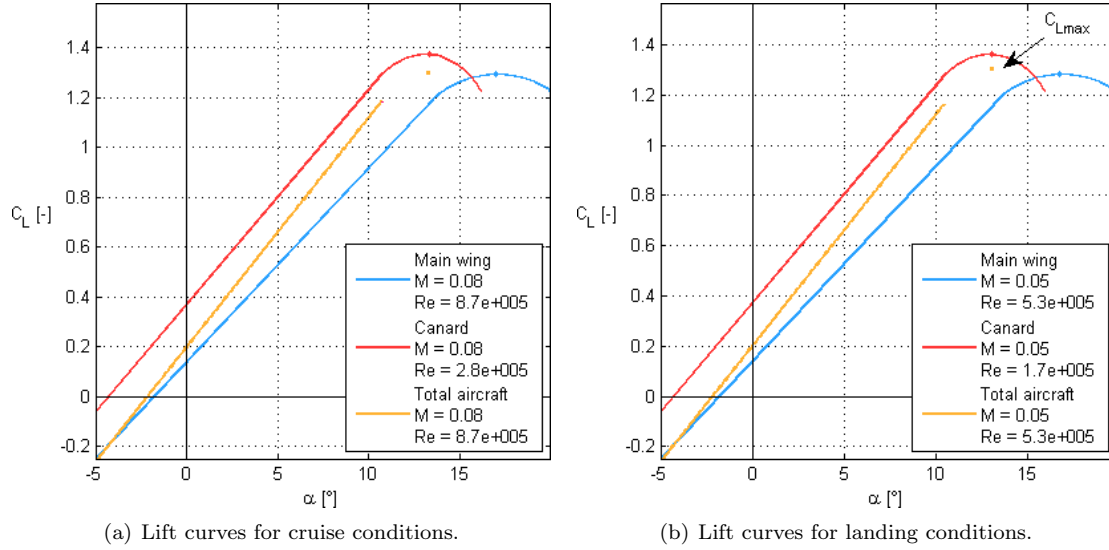 1.4
1.2
1
0.8
C_L [-]
0.6
0.4
0.2
0
-0.2
-5
0
5
10
15
α [°]
Main wing
M = 0.08
Re = 8.7e+005
Canard
M = 0.08
Re = 2.8e+005
Total aircraft
M = 0.08
Re = 8.7e+005
(a) Lift curves for cruise conditions.
C_Lmax
1.4
1.2
1
0.8
C_L [-]
0.6
0.4
0.2
0
-0.2
-5
0
5
10
15
α [°]
Main wing
M = 0.05
Re = 5.3e+005
Canard
M = 0.05
Re = 1.7e+005
Total aircraft
M = 0.05
Re = 5.3e+005
(b) Lift curves for landing conditions.